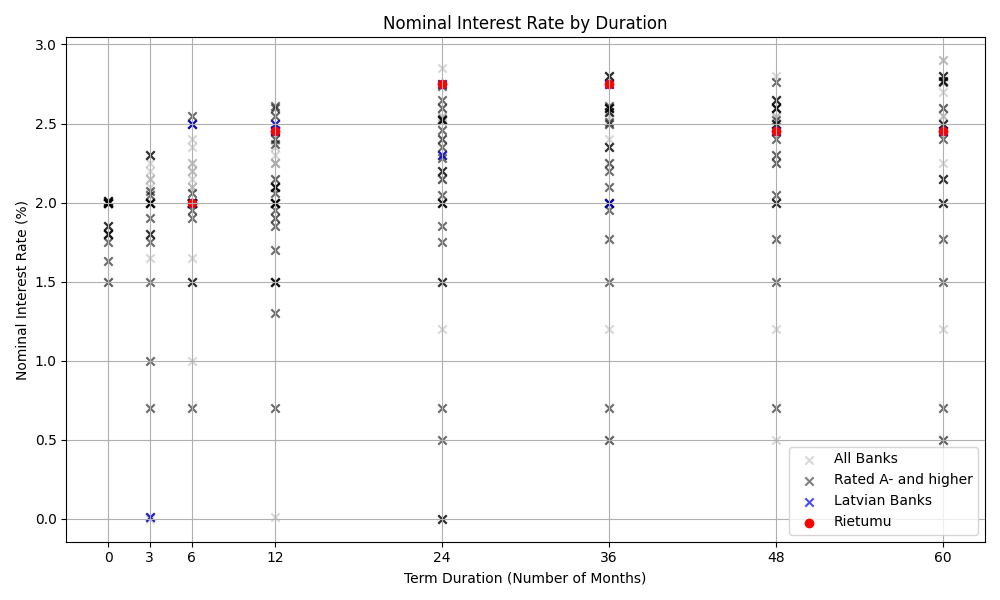 Nominal Interest Rate by Duration
Nominal Interest Rate (%)
3.0
2.5
2.0
1.5
1.0
0.5
0.0
All Banks
Rated A- and higher
Latvian Banks
Rietumu
0 3 6 12 24 36 48 60
Term Duration (Number of Months)